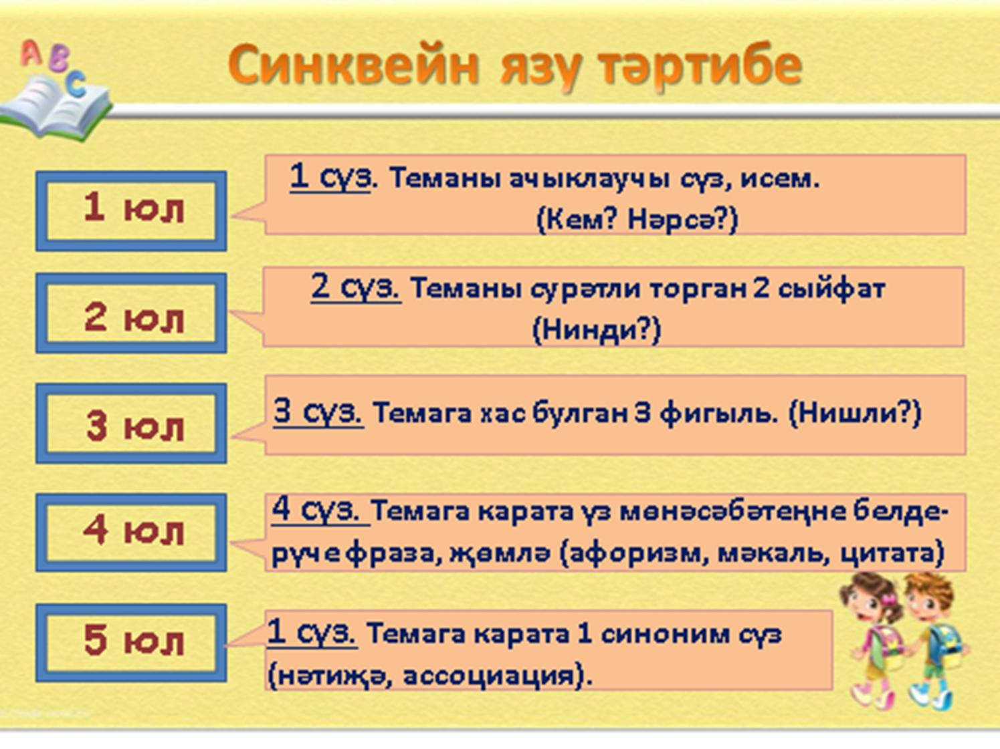 A B C
Синквейн язу тәртибе
1 юл
1 сүз. Теманы ачыклаучы сүз, исем.
(Кем? Нәрсә?)
2 юл
2 сүз. Теманы сурәтли торган 2 сыйфат
(Нинди?)
3 юл
3 сүз. Темага хас булган 3 фигыль. (Нишли?)
4 юл
4 сүз. Темага карата үз мөнәсәбәтеңне белде-
рүче фраза, җөмлә (афоризм, мәкаль, цитата)
5 юл
1 сүз. Темага карата 1 синоним сүз
(нәтиҗә, ассоциация).